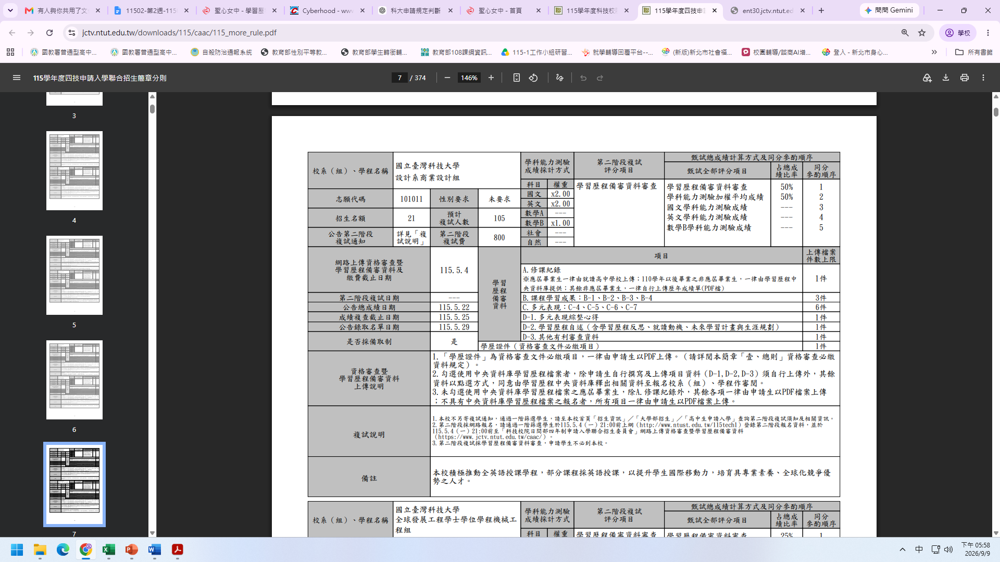 有人與你共用了文
11502-第2週-115
聖心女中 - 學習歷
Cyberhood - www
科大申請規定判斷
聖心女中 - 首頁
115學年度科技校院
115學年度四技申請
ent30.jctv.ntut.ed
問問 Gemini
jctv.ntut.edu.tw/downloads/115/caac/115_more_rule.pdf
學校
國教署普通型高中...
國教署普通型高中...
自殺防治通報系統
教育部性別平等教...
教育部學生轉銜輔...
教育部108課綱資訊...
115-1工作小組研習...
就學輔導回覆平台--...
(新版)新北市社會福...
校園輔導/諮商AI增...
登入 - 新北市身心...
所有書籤
115學年度四技申請入學聯合招生簡章分則
7 / 374
146%
3
4
5
6
7
校系（組）、學程名稱
國立臺灣科技大學
設計系商業設計組
志願代碼
101011
性別要求
未要求
招生名額
21
預計
複試人數
105
公告第二階段
複試通知
詳見「複
試說明」
第二階段
複試費
800
學科能力測驗
成績採計方式
科目 權重
國文 x2.00
英文 x2.00
數學A ---
數學B x1.00
社會 ---
自然 ---
第二階段複試
評分項目
學習歷程備審資料審查
甄試總成績計算方式及同分參酌順序
甄試全部評分項目
占總成
績比率
同分
參酌順序
學習歷程備審資料審查 50% 1
學科能力測驗加權平均成績 50% 2
國文學科能力測驗成績 --- 3
英文學科能力測驗成績 --- 4
數學B學科能力測驗成績 --- 5
網路上傳資格審查暨
學習歷程備審資料及
繳費截止日期
115.5.4
第二階段複試日期 ---
公告總成績日期 115.5.22
成績複查截止日期 115.5.25
公告錄取名單日期 115.5.29
是否採備取制 是
學習
歷程
備審
資料
項目
上傳檔案
件數上限
A.修課紀錄
※應屆畢業生一律由就讀高中學校上傳；110學年以後畢業之非應屆畢業生，一律由學習歷程中
央資料庫提供；其餘非應屆畢業生，一律自行上傳歷年成績單(PDF檔)
1件
B.課程學習成果：B-1、B-2、B-3、B-4 3件
C.多元表現：C-4、C-5、C-6、C-7 6件
D-1.多元表現綜整心得 1件
D-2.學習歷程自述（含學習歷程反思、就讀動機、未來學習計畫與生涯規劃） 1件
D-3.其他有利審查資料 1件
學歷證件（資格審查文件必繳項目） 1件
資格審查暨
學習歷程備審資料
上傳說明
1.「學歷證件」為資格審查文件必繳項目，一律由申請生以PDF上傳。（請詳閱本簡章「壹、總則」資格審查必繳
資料規定）。
2.勾選使用中央資料庫學習歷程檔案者，除申請生自行撰寫及上傳項目資料（D-1,D-2,D-3）須自行上傳外，其餘
資料以點選方式，同意由學習歷程中央資料庫釋出相關資料至報名校系（組）、學程作審閱。
3.未勾選使用中央資料庫學習歷程檔案之應屆畢業生，除A.修課紀錄外，其餘各項一律由申請生以PDF檔案上傳
；不具有中央資料庫學習歷程檔案之報名者，所有項目一律由申請生以PDF檔案上傳。
複試說明
1.本校不另寄複試通知，通過一階篩選學生，請至本校首頁「招生資訊」／「大學部招生」／「高中生申請入學」查詢第二階段複試須知及相關資訊。
2.第二階段採網路報名，請通過一階篩選學生於115.5.4（一）21:00前上網（http://www.ntust.edu.tw/115tech1）登錄第二階段報名資料，並於
115.5.4（一）21:00前至「科技校院日間部四年制申請入學聯合招生委員會」網路上傳資格審查暨學習歷程備審資料
（https://www.jctv.ntut.edu.tw/caac/）。
3.第二階段複試採學習歷程備審資料審查，申請學生不必到本校。
備註
本校積極推動全英語授課學程，部分課程採英語授課，以提升學生國際移動力，培育具專業素養、全球化競爭優
勢之人才。
校系（組）、學程名稱
國立臺灣科技大學
全球發展工程學士學位學程機械工
程組
學科能力測驗
成績採計方式
科目 權重
第二階段複試
評分項目
學習歷程備審資料審查
甄試總成績計算方式及同分參酌順序
甄試全部評分項目
占總成
績比率
同分
參酌順序
學習歷程備審資料審查 25% 1
中
下午 05:58
2026/9/9